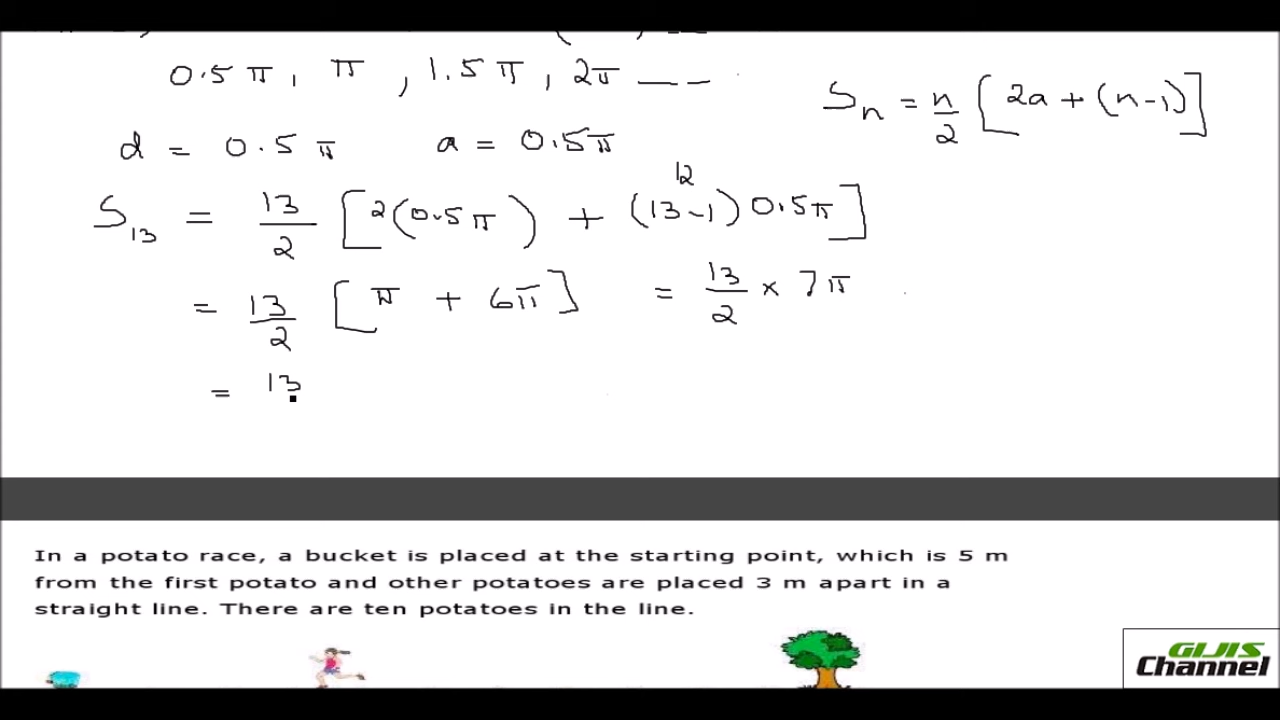 0.5 π, π, 1.5 π, 2π — —
d = 0.5 π a = 0.5π
Sn = n/2 [2a + (n-1)]
12
S13 = 13/2 [2(0.5 π) + (13-1) 0.5π]
= 13/2 [π + 6π] = 13/2 × 7π
= 13
In a potato race, a bucket is placed at the starting point, which is 5 m
from the first potato and other potatoes are placed 3 m apart in a
straight line. There are ten potatoes in the line.
GIJIS
Channel